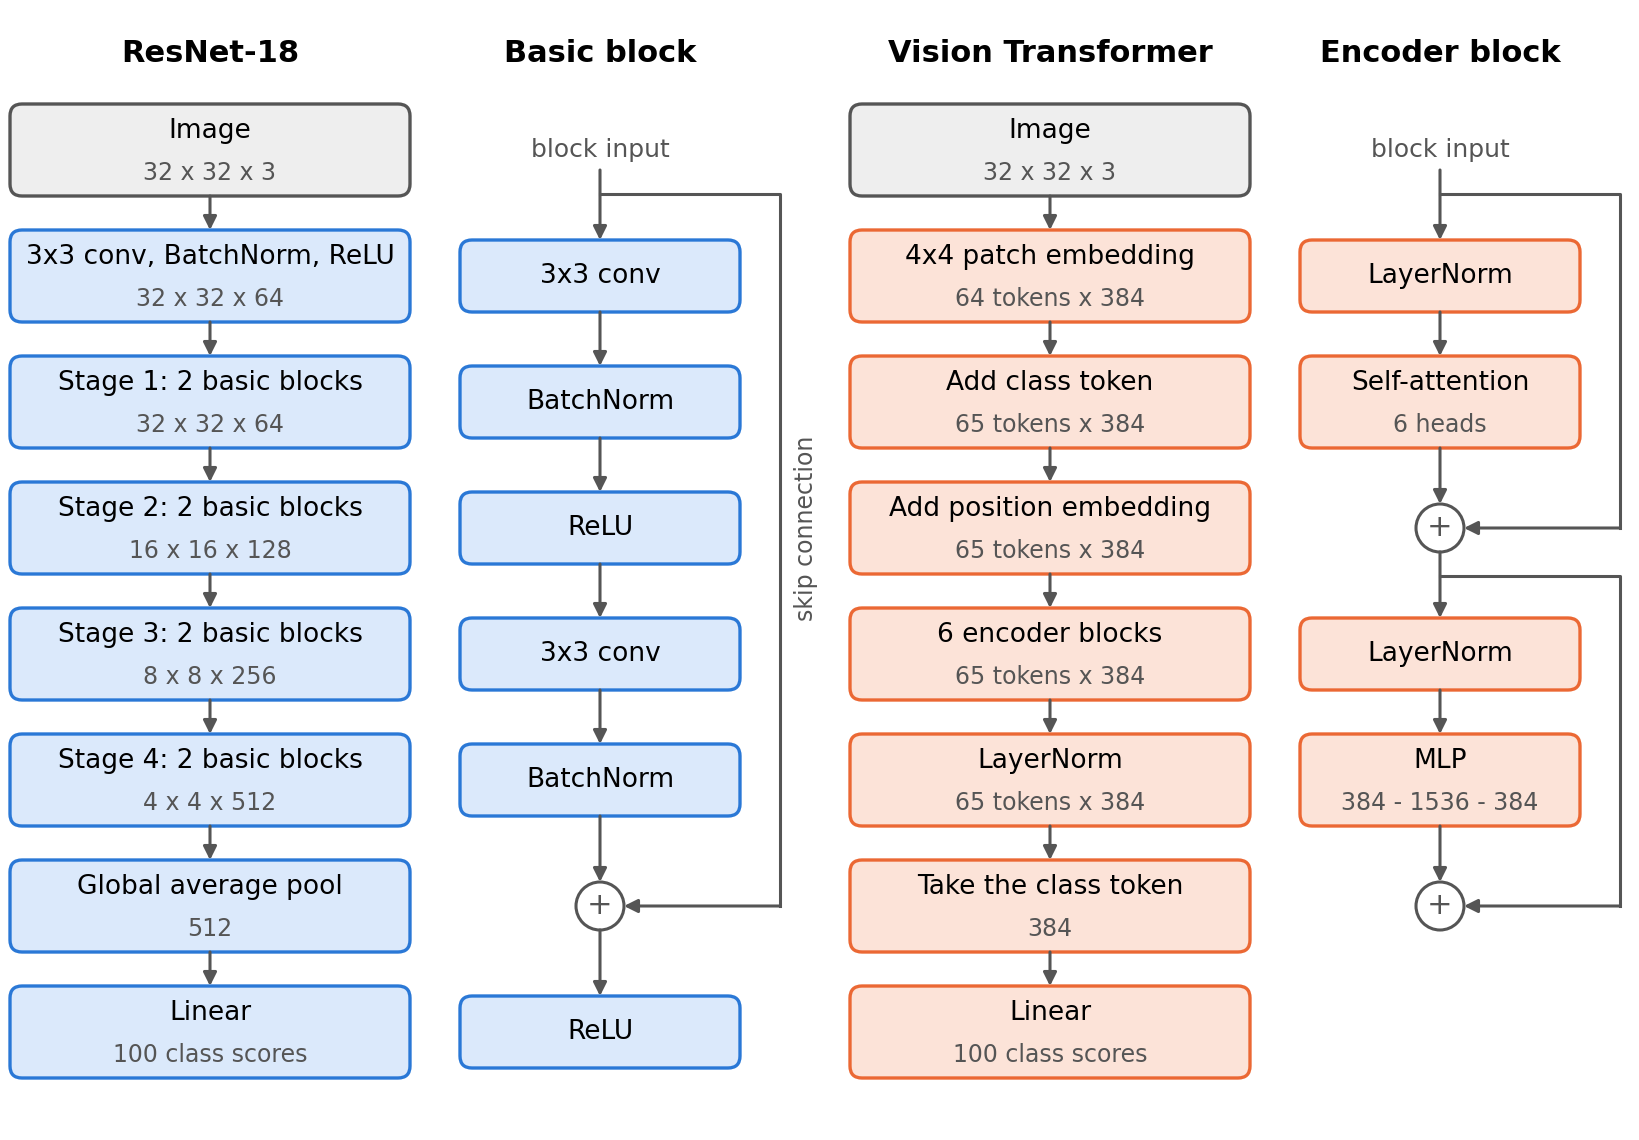 ResNet-18
Image
32 x 32 x 3
3x3 conv, BatchNorm, ReLU
32 x 32 x 64
Stage 1: 2 basic blocks
32 x 32 x 64
Stage 2: 2 basic blocks
16 x 16 x 128
Stage 3: 2 basic blocks
8 x 8 x 256
Stage 4: 2 basic blocks
4 x 4 x 512
Global average pool
512
Linear
100 class scores
Basic block
block input
3x3 conv
BatchNorm
ReLU
3x3 conv
BatchNorm
+
ReLU
skip connection
Vision Transformer
Image
32 x 32 x 3
4x4 patch embedding
64 tokens x 384
Add class token
65 tokens x 384
Add position embedding
65 tokens x 384
6 encoder blocks
65 tokens x 384
LayerNorm
65 tokens x 384
Take the class token
384
Linear
100 class scores
Encoder block
block input
LayerNorm
Self-attention
6 heads
+
LayerNorm
MLP
384 - 1536 - 384
+